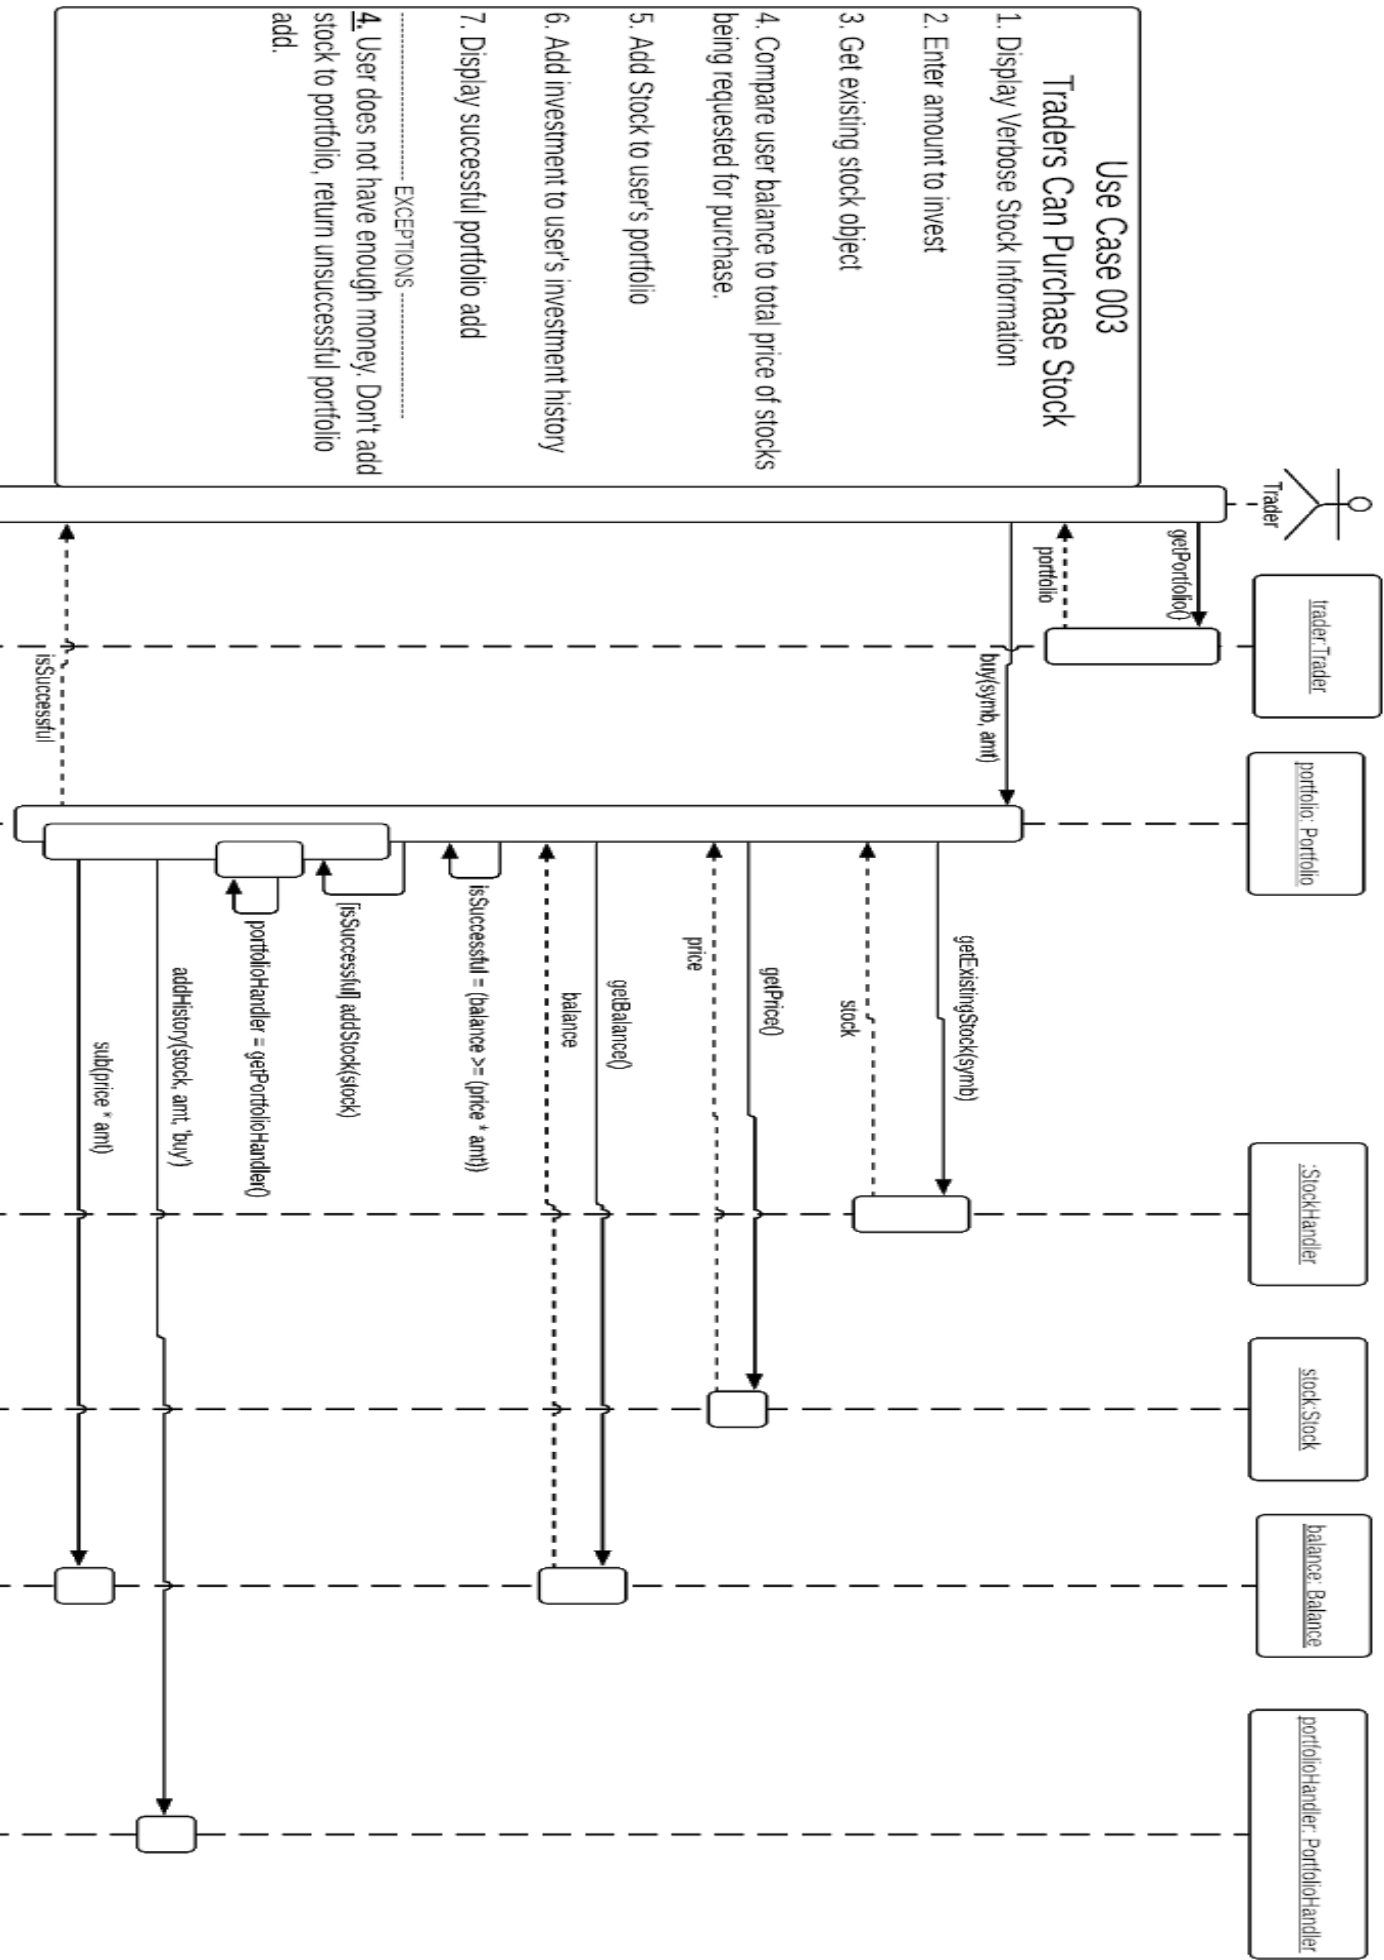 Use Case 003
Traders Can Purchase Stock
1. Display Verbose Stock Information
2. Enter amount to invest
3. Get existing stock object
4. Compare user balance to total price of stocks
being requested for purchase.
5. Add Stock to user's portfolio
6. Add investment to user's investment history
7. Display successful portfolio add
EXCEPTIONS
4. User does not have enough money. Don't add
stock to portfolio, return unsuccessful portfolio
add.
Trader
trader:Trader
portfolio: Portfolio
:StockHandler
stock:Stock
balance: Balance
portfolioHandler: PortfolioHandler
getPortfolio()
portfolio
buy(symb, amt)
getExistingStock(symb)
stock
getPrice()
price
getBalance()
balance
isSuccessful = (balance >= (price * amt))
[isSuccessful] addStock(stock)
portfolioHandler = getPortfolioHandler()
addHistory(stock, amt, 'buy')
sub(price * amt)
isSuccessful